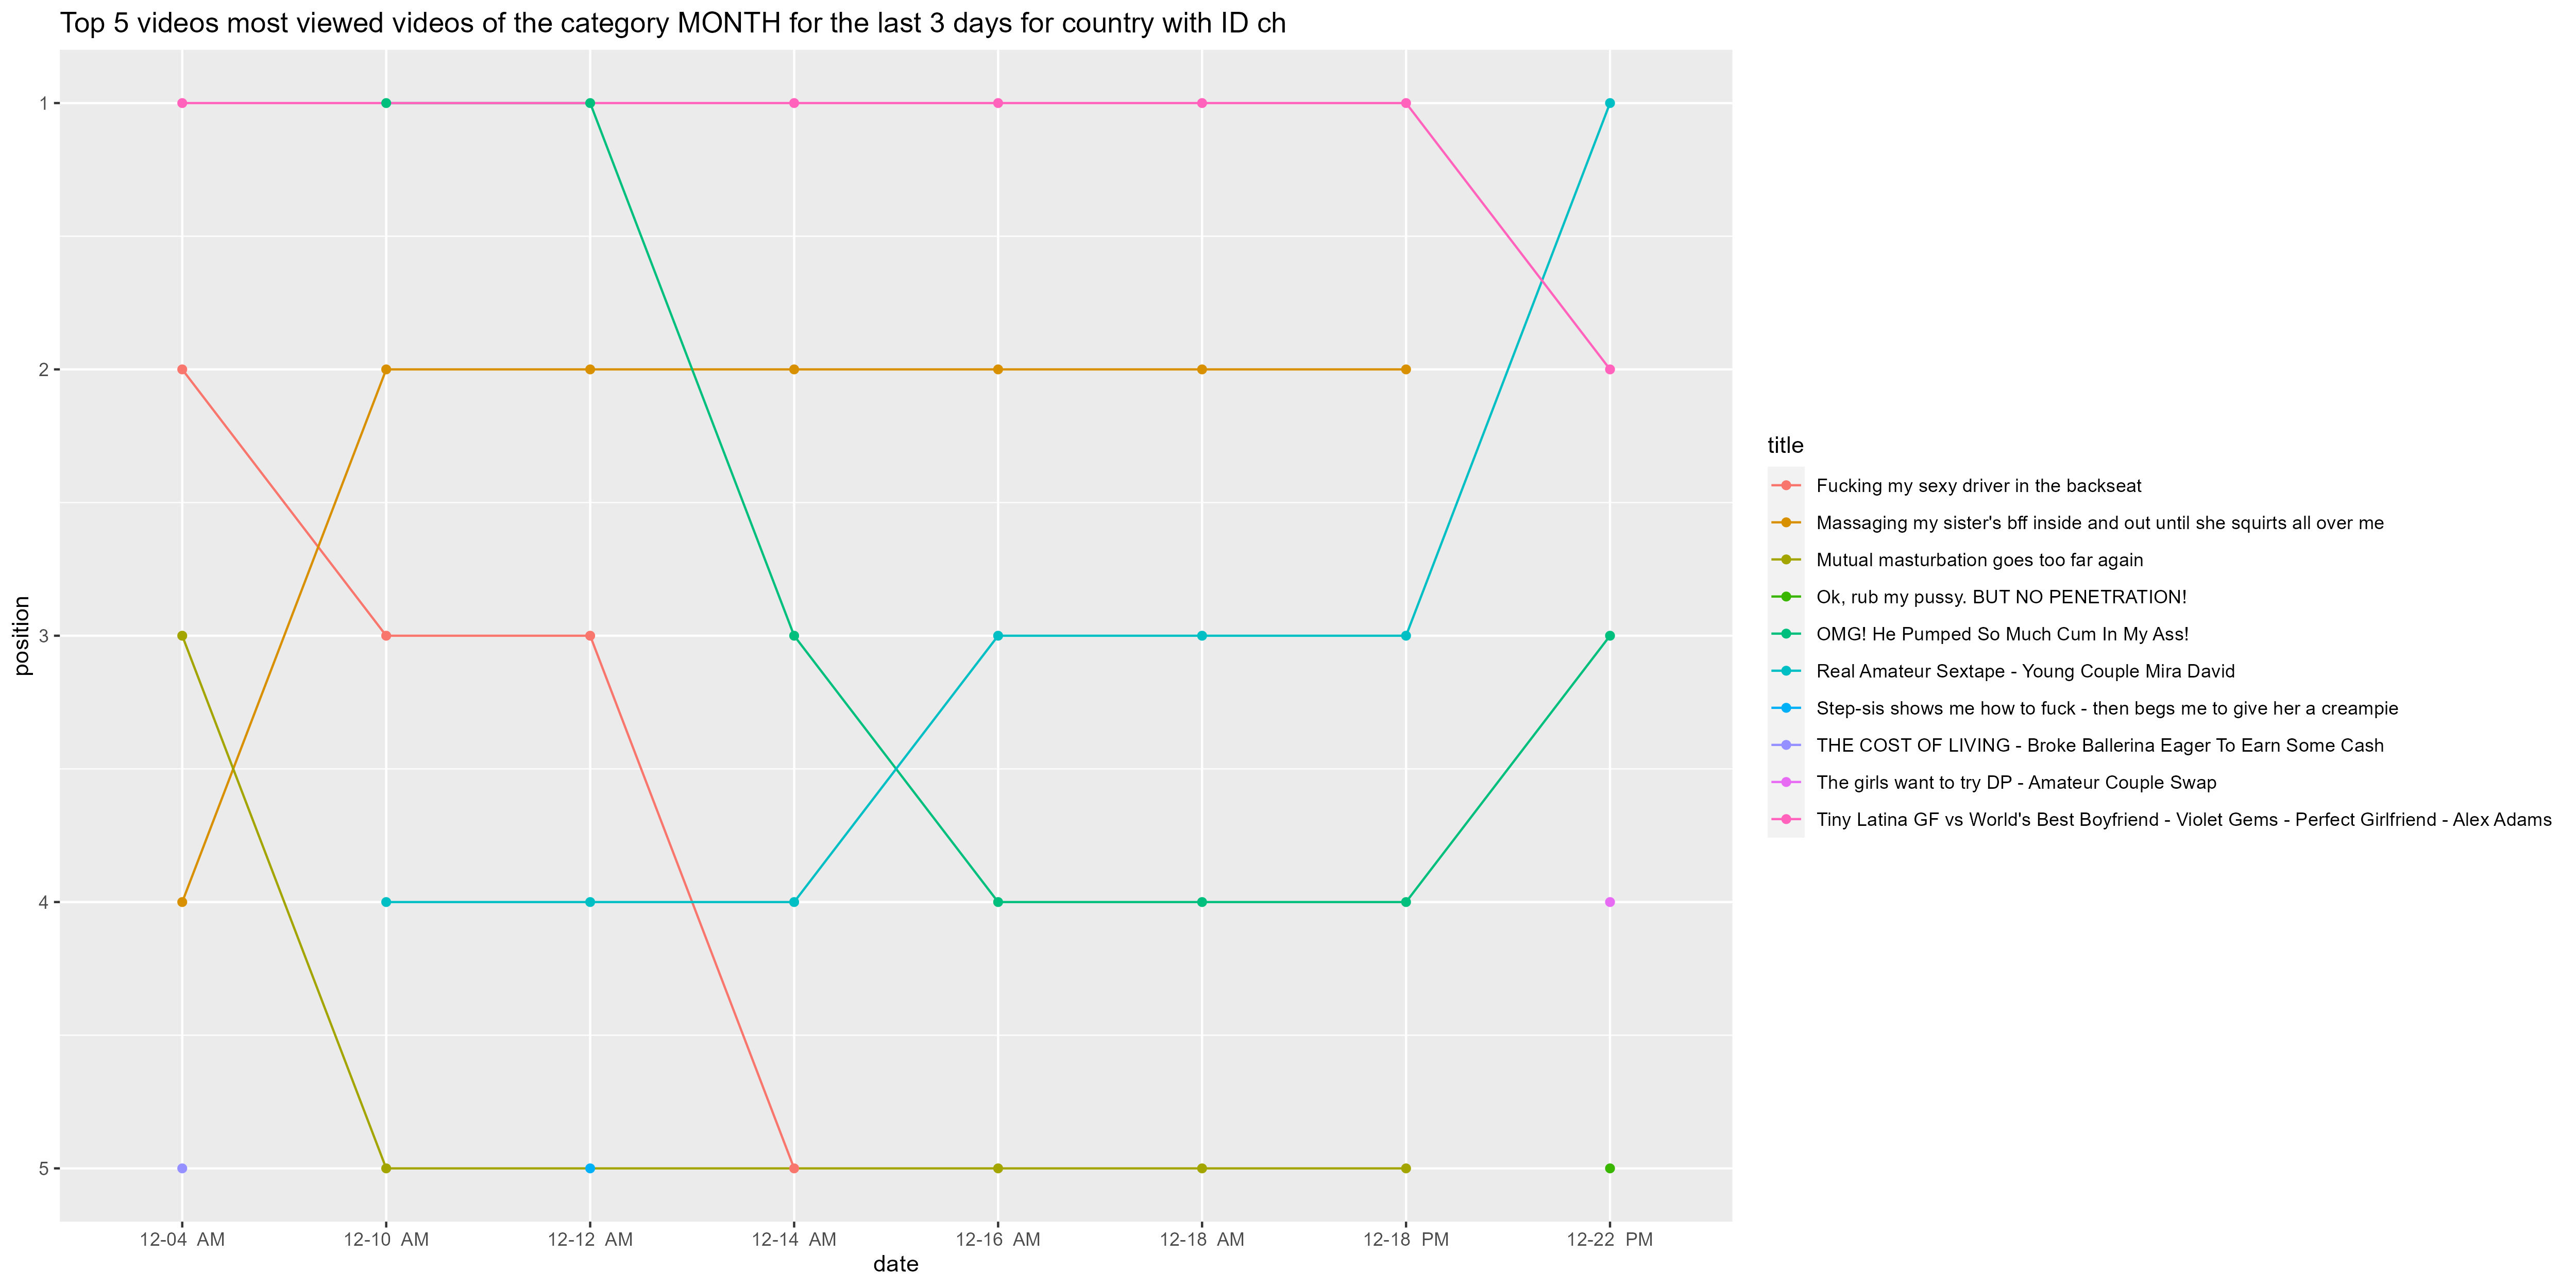 Top 5 videos most viewed videos of the category MONTH for the last 3 days for country with ID ch
position
1
2
3
4
5
12-04 AM
12-10 AM
12-12 AM
12-14 AM
12-16 AM
12-18 AM
12-18 PM
12-22 PM
date
title
Fucking my sexy driver in the backseat
Massaging my sister's bff inside and out until she squirts all over me
Mutual masturbation goes too far again
Ok, rub my pussy. BUT NO PENETRATION!
OMG! He Pumped So Much Cum In My Ass!
Real Amateur Sextape - Young Couple Mira David
Step-sis shows me how to fuck - then begs me to give her a creampie
THE COST OF LIVING - Broke Ballerina Eager To Earn Some Cash
The girls want to try DP - Amateur Couple Swap
Tiny Latina GF vs World's Best Boyfriend - Violet Gems - Perfect Girlfriend - Alex Adams